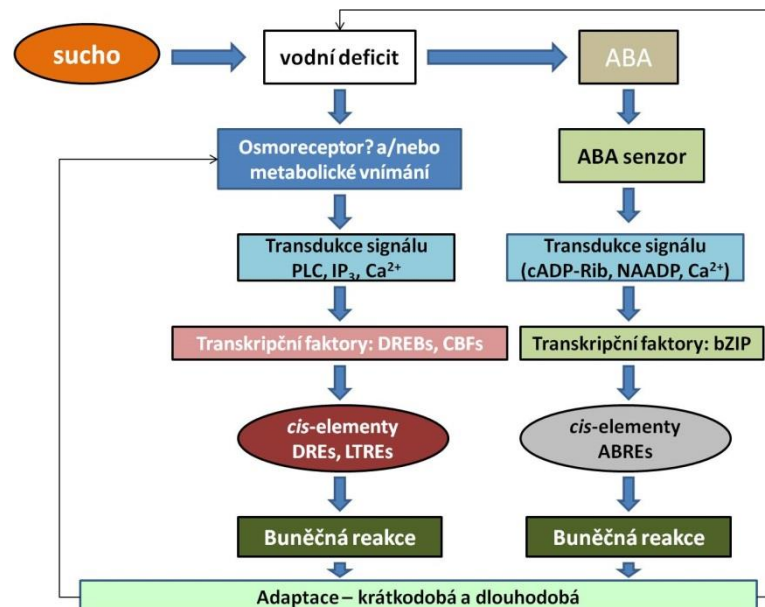 sucho
vodní deficit
ABA
Osmoreceptor? a/nebo
metabolické vnímání
ABA senzor
Transdukce signálu
PLC, IP₃, Ca²⁺
Transdukce signálu
(cADP-Rib, NAADP, Ca²⁺)
Transkripční faktory: DREBs, CBFs
Transkripční faktory: bZIP
cis-elementy
DREs, LTREs
cis-elementy
ABREs
Buněčná reakce
Buněčná reakce
Adaptace – krátkodobá a dlouhodobá